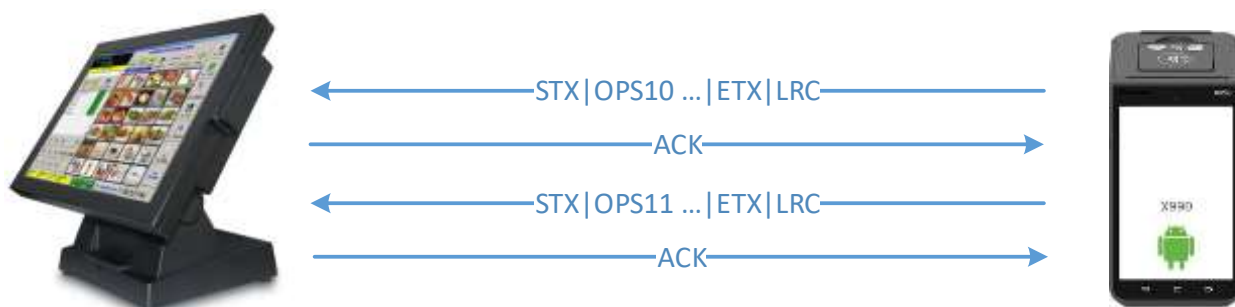 STX|OPS10 ...|ETX|LRC
ACK
STX|OPS11 ...|ETX|LRC
X990
ACK